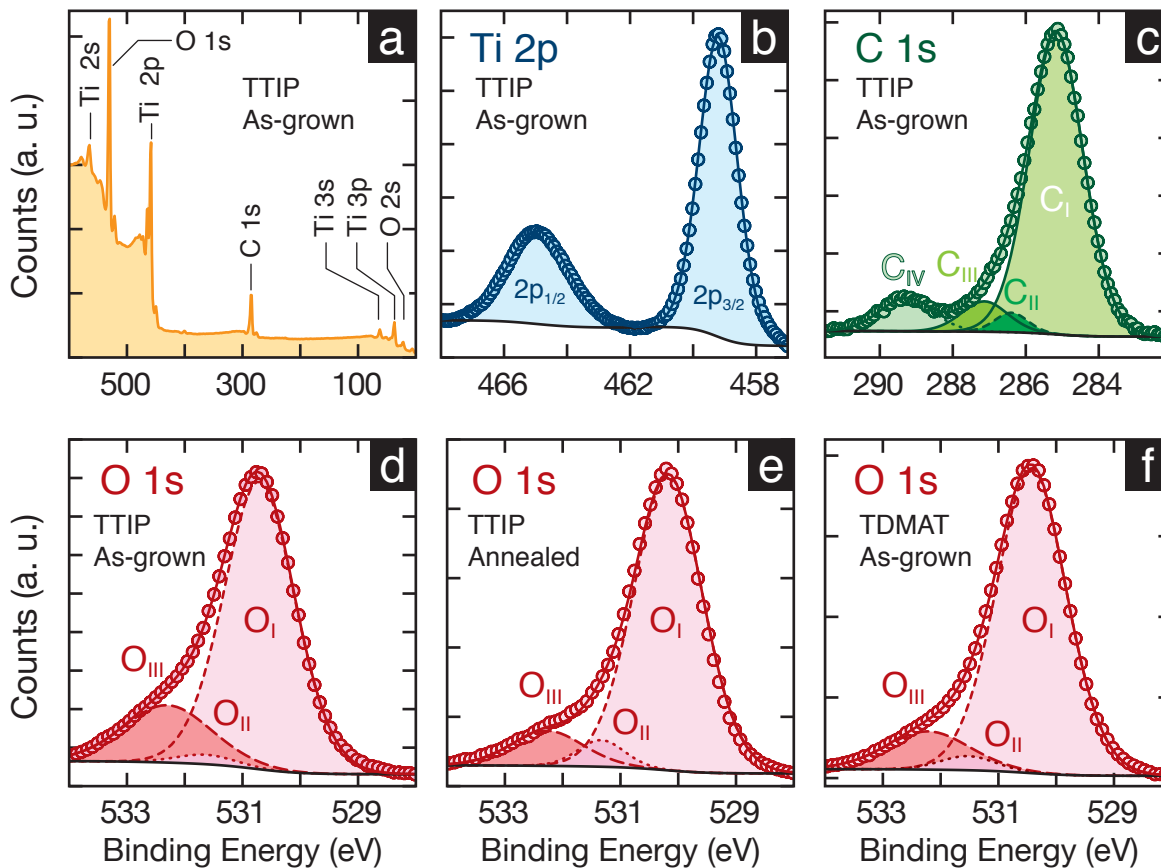 a
Counts (a. u.)
Ti 2s
O 1s
Ti 2p
TTIP
As-grown
C 1s
Ti 3s
Ti 3p
O 2s
500
300
100
b
Ti 2p
TTIP
As-grown
2p1/2
2p3/2
466
462
458
c
C 1s
TTIP
As-grown
CI
CIII
CIV
CII
290
288
286
284
d
O 1s
TTIP
As-grown
Counts (a. u.)
OI
OIII
OII
533
531
529
Binding Energy (eV)
e
O 1s
TTIP
Annealed
OI
OIII
OII
533
531
529
Binding Energy (eV)
f
O 1s
TDMAT
As-grown
OI
OIII
OII
533
531
529
Binding Energy (eV)